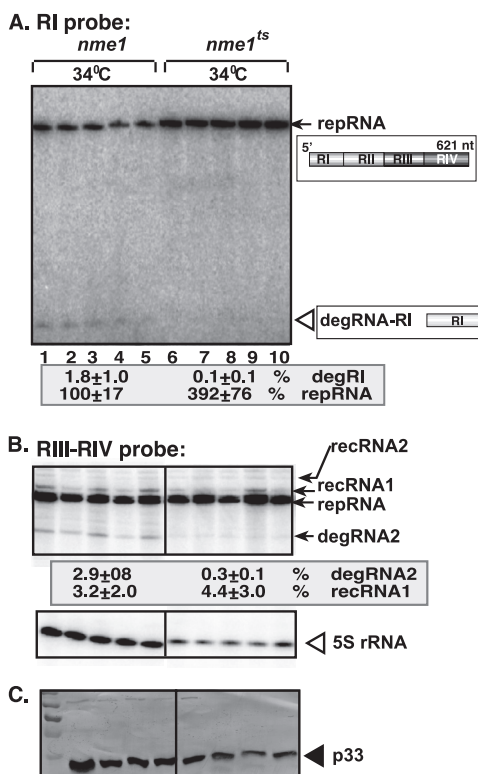 A. RI probe:
nme1 nme1ts
34⁰C 34⁰C
repRNA
5' 621 nt
RI RII RIII RIV
degRNA-RI RI
1 2 3 4 5 6 7 8 9 10
1.8±1.0 0.1±0.1 % degRI
100±17 392±76 % repRNA
B. RIII-RIV probe:
recRNA2
recRNA1
repRNA
degRNA2
2.9±08 0.3±0.1 % degRNA2
3.2±2.0 4.4±3.0 % recRNA1
5S rRNA
C.
p33